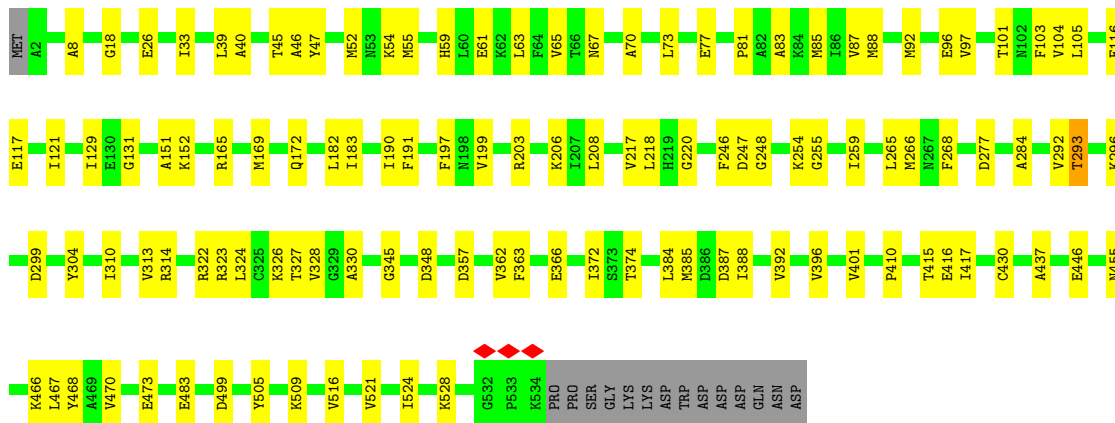 MET A2 A8 G18 E26 I33 L39 A40 T45 A46 Y47 M52 N53 K54 M55 H59 L60 E61 K62 L63 F64 V65 T66 N67 A70 L73 E77 P81 A82 A83 K84 M85 I86 V87 M88 M92 E96 V97 T101 N102 F103 V104 L105
E117 I121 I129 E130 G131 A151 K152 R165 M169 Q172 L182 I183 I190 F191 F197 N198 V199 R203 K206 I207 L208 V217 L218 H219 G220 F246 D247 G248 K254 G255 I259 L265 M266 N267 F268 D277 A284 V292 T293
D299 Y304 I310 V313 R314 R322 R323 L324 C325 K326 T327 V328 G329 A330 G345 D348 D357 V362 F363 E366 I372 S373 T374 L384 M385 D386 D387 I388 V392 V396 V401 P410 T415 E416 I417 C430 A437 E446
K466 L467 Y468 A469 V470 E473 E483 D499 Y505 K509 V516 V521 I524 K528 G532 P533 K534 PRO PRO SER GLY LYS LYS ASP TRP ASP ASP ASP GLN ASN ASP